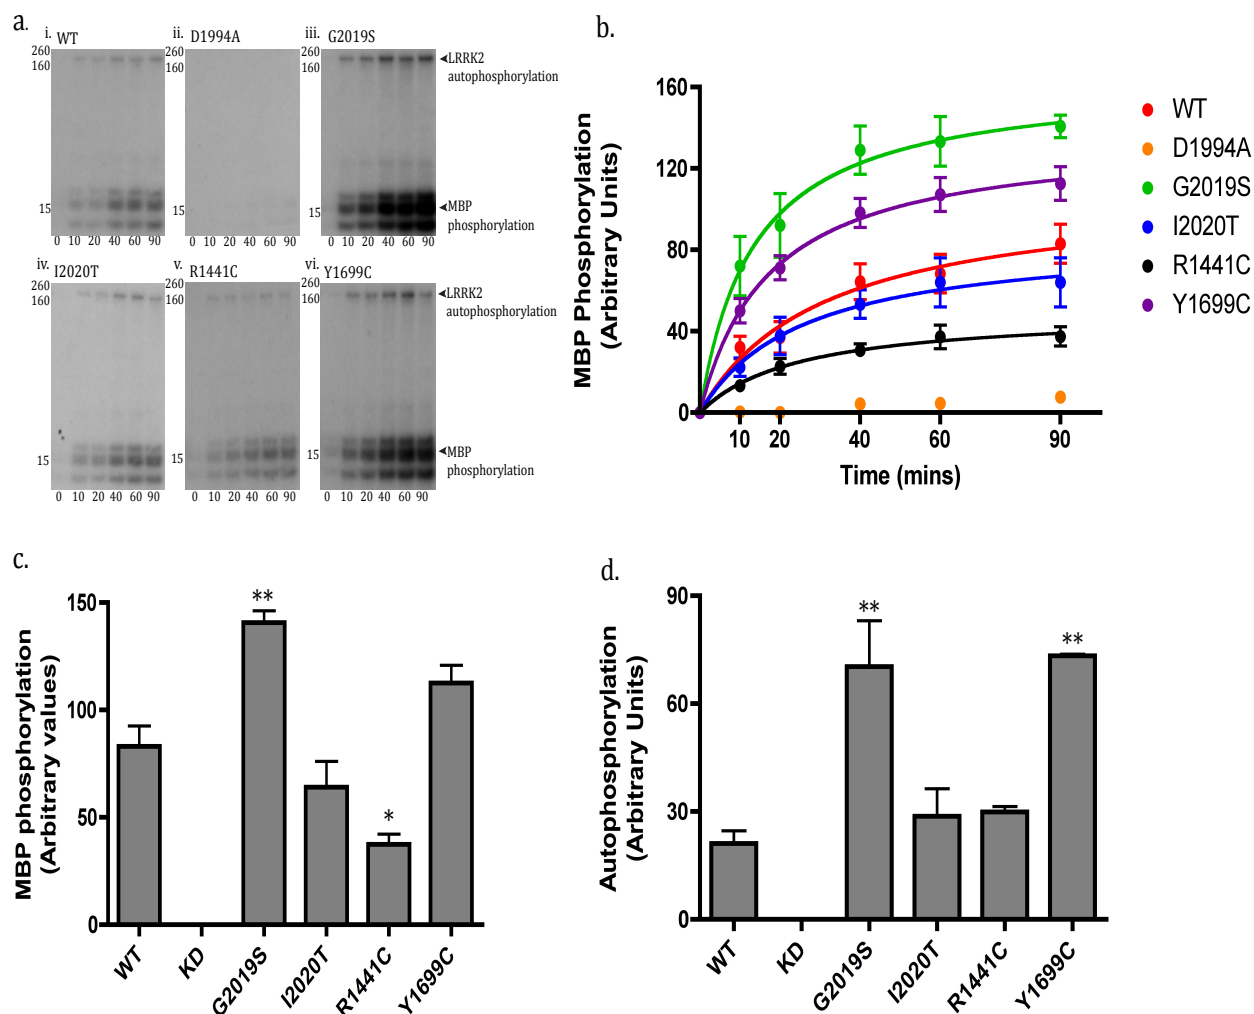 a.
i. WT
ii. D1994A
iii. G2019S
260
160
15
0 10 20 40 60 90
260
160
15
0 10 20 40 60 90
260
160
15
0 10 20 40 60 90
LRRK2
autophosphorylation
MBP
phosphorylation
iv. I2020T
v. R1441C
vi. Y1699C
260
160
15
0 10 20 40 60 90
260
160
15
0 10 20 40 60 90
260
160
15
0 10 20 40 60 90
LRRK2
autophosphorylation
MBP
phosphorylation
b.
MBP Phosphorylation
(Arbitrary Units)
160
120
80
40
0
10 20 40 60 90
Time (mins)
WT
D1994A
G2019S
I2020T
R1441C
Y1699C
c.
MBP phosphorylation
(Arbitrary values)
150
100
50
0
**
*
WT KD G2019S I2020T R1441C Y1699C
d.
Autophosphorylation
(Arbitrary Units)
90
60
30
0
**
**
WT KD G2019S I2020T R1441C Y1699C